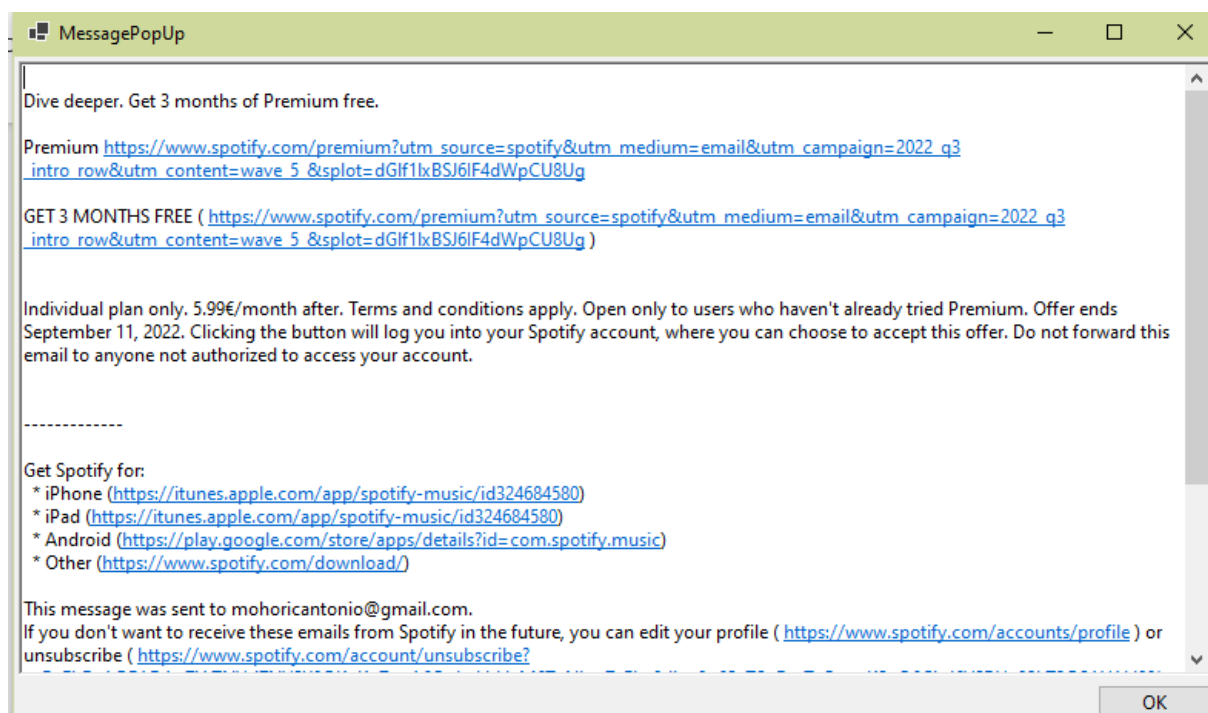 MessagePopUp
Dive deeper. Get 3 months of Premium free.
Premium https://www.spotify.com/premium?utm_source=spotify&utm_medium=email&utm_campaign=2022_q3
_intro_row&utm_content=wave_5_&splot=dGlf1lxBSJ6lF4dWpCU8Ug
GET 3 MONTHS FREE ( https://www.spotify.com/premium?utm_source=spotify&utm_medium=email&utm_campaign=2022_q3
_intro_row&utm_content=wave_5_&splot=dGlf1lxBSJ6lF4dWpCU8Ug )
Individual plan only. 5.99€/month after. Terms and conditions apply. Open only to users who haven't already tried Premium. Offer ends
September 11, 2022. Clicking the button will log you into your Spotify account, where you can choose to accept this offer. Do not forward this
email to anyone not authorized to access your account.
-------------
Get Spotify for:
* iPhone (https://itunes.apple.com/app/spotify-music/id324684580)
* iPad (https://itunes.apple.com/app/spotify-music/id324684580)
* Android (https://play.google.com/store/apps/details?id=com.spotify.music)
* Other (https://www.spotify.com/download/)
This message was sent to mohoricantonio@gmail.com.
If you don't want to receive these emails from Spotify in the future, you can edit your profile ( https://www.spotify.com/accounts/profile ) or
unsubscribe ( https://www.spotify.com/account/unsubscribe?
OK